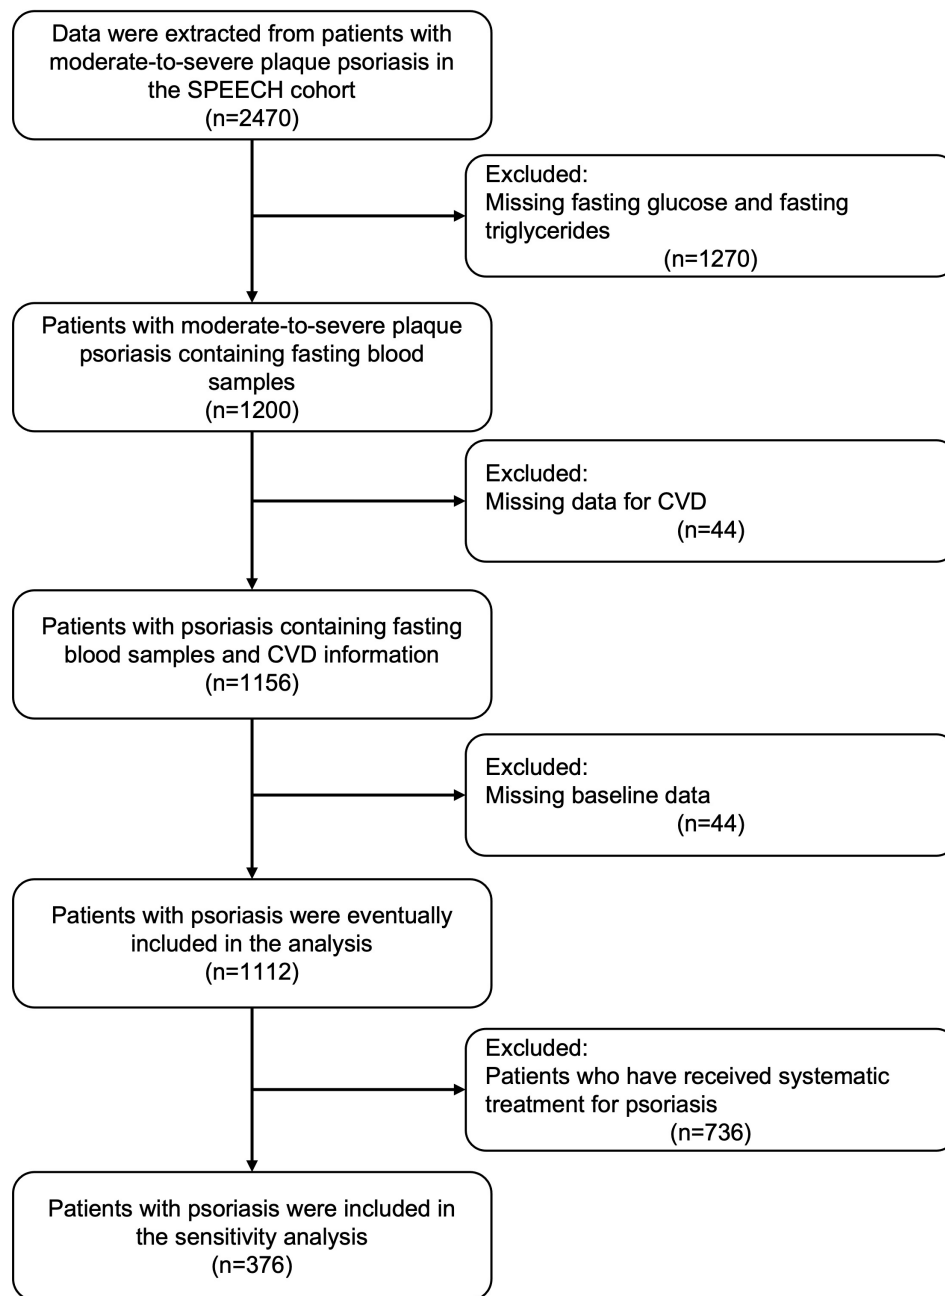 Data were extracted from patients with
moderate-to-severe plaque psoriasis in
the SPEECH cohort
(n=2470)
Excluded:
Missing fasting glucose and fasting
triglycerides
(n=1270)
Patients with moderate-to-severe plaque
psoriasis containing fasting blood
samples
(n=1200)
Excluded:
Missing data for CVD
(n=44)
Patients with psoriasis containing fasting
blood samples and CVD information
(n=1156)
Excluded:
Missing baseline data
(n=44)
Patients with psoriasis were eventually
included in the analysis
(n=1112)
Excluded:
Patients who have received systematic
treatment for psoriasis
(n=736)
Patients with psoriasis were included in
the sensitivity analysis
(n=376)